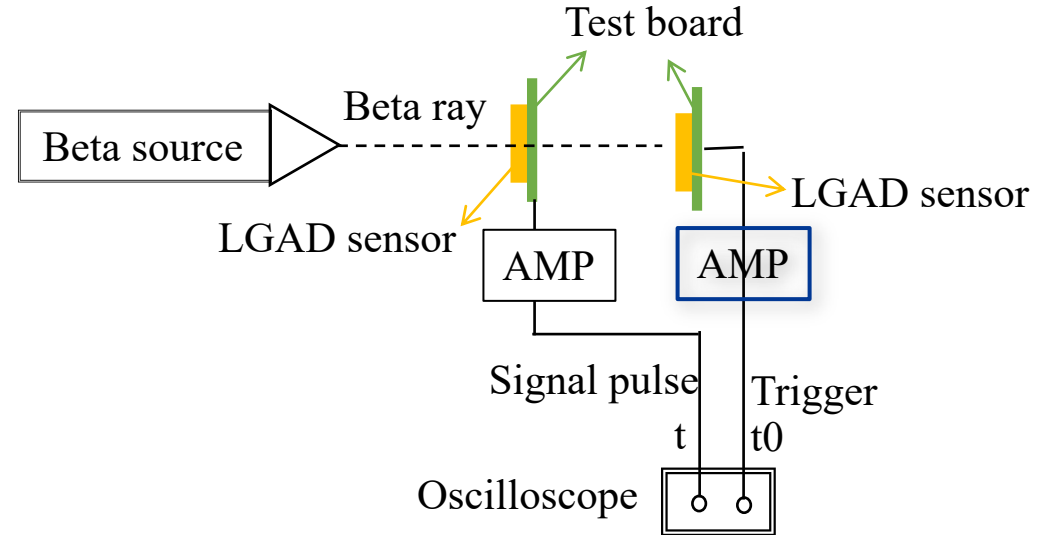 Test board
Beta ray
Beta source
LGAD sensor
LGAD sensor
AMP
AMP
Signal pulse
Trigger
t
t0
Oscilloscope